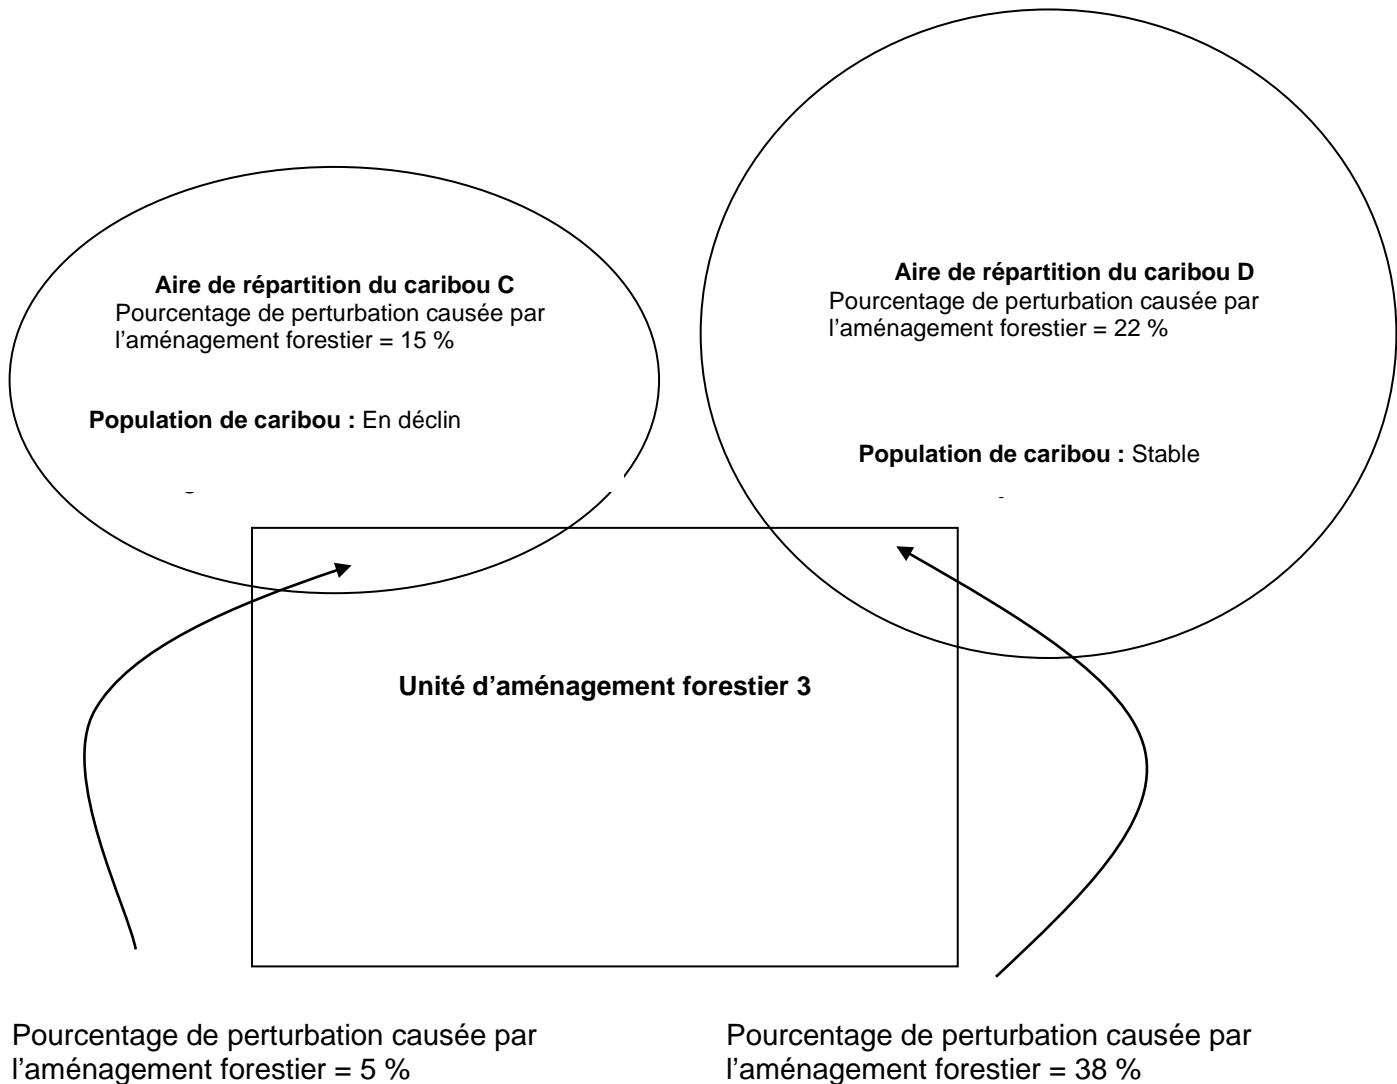 Aire de répartition du caribou C
Pourcentage de perturbation causée par
l’aménagement forestier = 15 %
Population de caribou : En déclin
Aire de répartition du caribou D
Pourcentage de perturbation causée par
l’aménagement forestier = 22 %
Population de caribou : Stable
Unité d’aménagement forestier 3
Pourcentage de perturbation causée par
l’aménagement forestier = 5 %
Pourcentage de perturbation causée par
l’aménagement forestier = 38 %